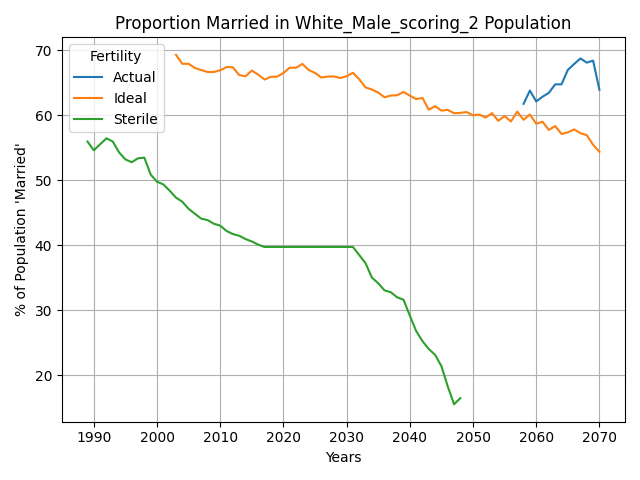 Proportion Married in White_Male_scoring_2 Population
Fertility
Actual
Ideal
Sterile
% of Population 'Married'
70
60
50
40
30
20
1990 2000 2010 2020 2030 2040 2050 2060 2070
Years